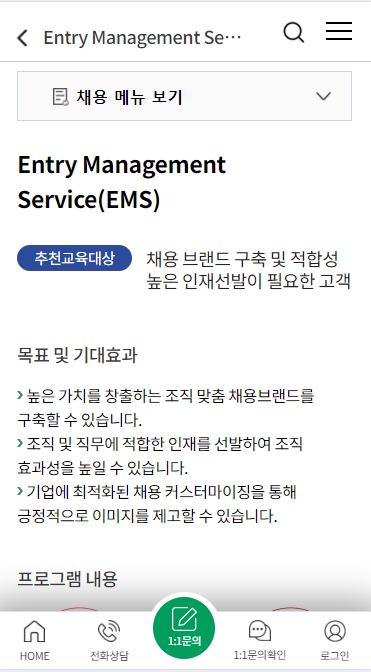 Entry Management Se…
채용 메뉴 보기
Entry Management
Service(EMS)
추천교육대상
채용 브랜드 구축 및 적합성
높은 인재선발이 필요한 고객
목표 및 기대효과
높은 가치를 창출하는 조직 맞춤 채용브랜드를
구축할 수 있습니다.
조직 및 직무에 적합한 인재를 선발하여 조직
효과성을 높일 수 있습니다.
기업에 최적화된 채용 커스터마이징을 통해
긍정적으로 이미지를 제고할 수 있습니다.
프로그램 내용
HOME
전화상담
1:1문의
1:1문의확인
로그인